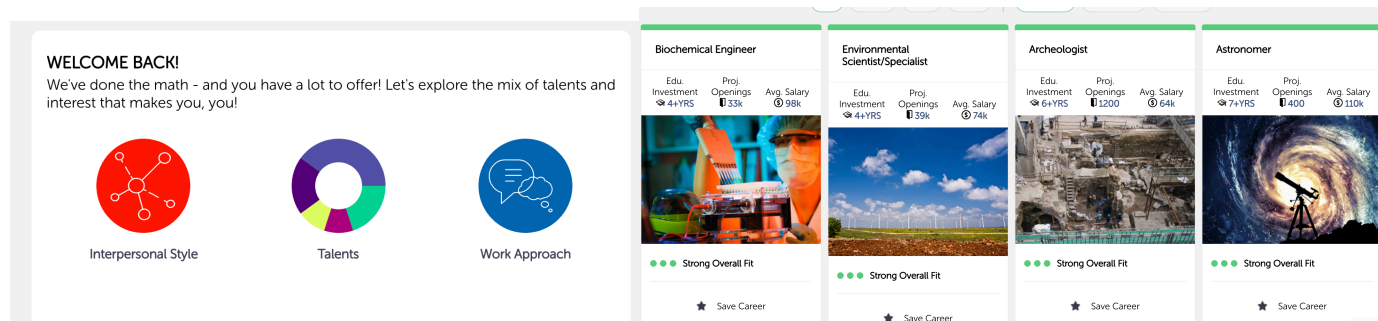 WELCOME BACK!
We've done the math - and you have a lot to offer! Let's explore the mix of talents and
interest that makes you, you!
Interpersonal Style
Talents
Work Approach
Biochemical Engineer
Edu.
Investment
4+YRS
Proj.
Openings
33k
Avg. Salary
98k
Strong Overall Fit
Save Career
Environmental
Scientist/Specialist
Edu.
Investment
4+YRS
Proj.
Openings
39k
Avg. Salary
74k
Strong Overall Fit
Save Career
Archeologist
Edu.
Investment
6+YRS
Proj.
Openings
1200
Avg. Salary
64k
Strong Overall Fit
Save Career
Astronomer
Edu.
Investment
7+YRS
Proj.
Openings
400
Avg. Salary
110k
Strong Overall Fit
Save Career